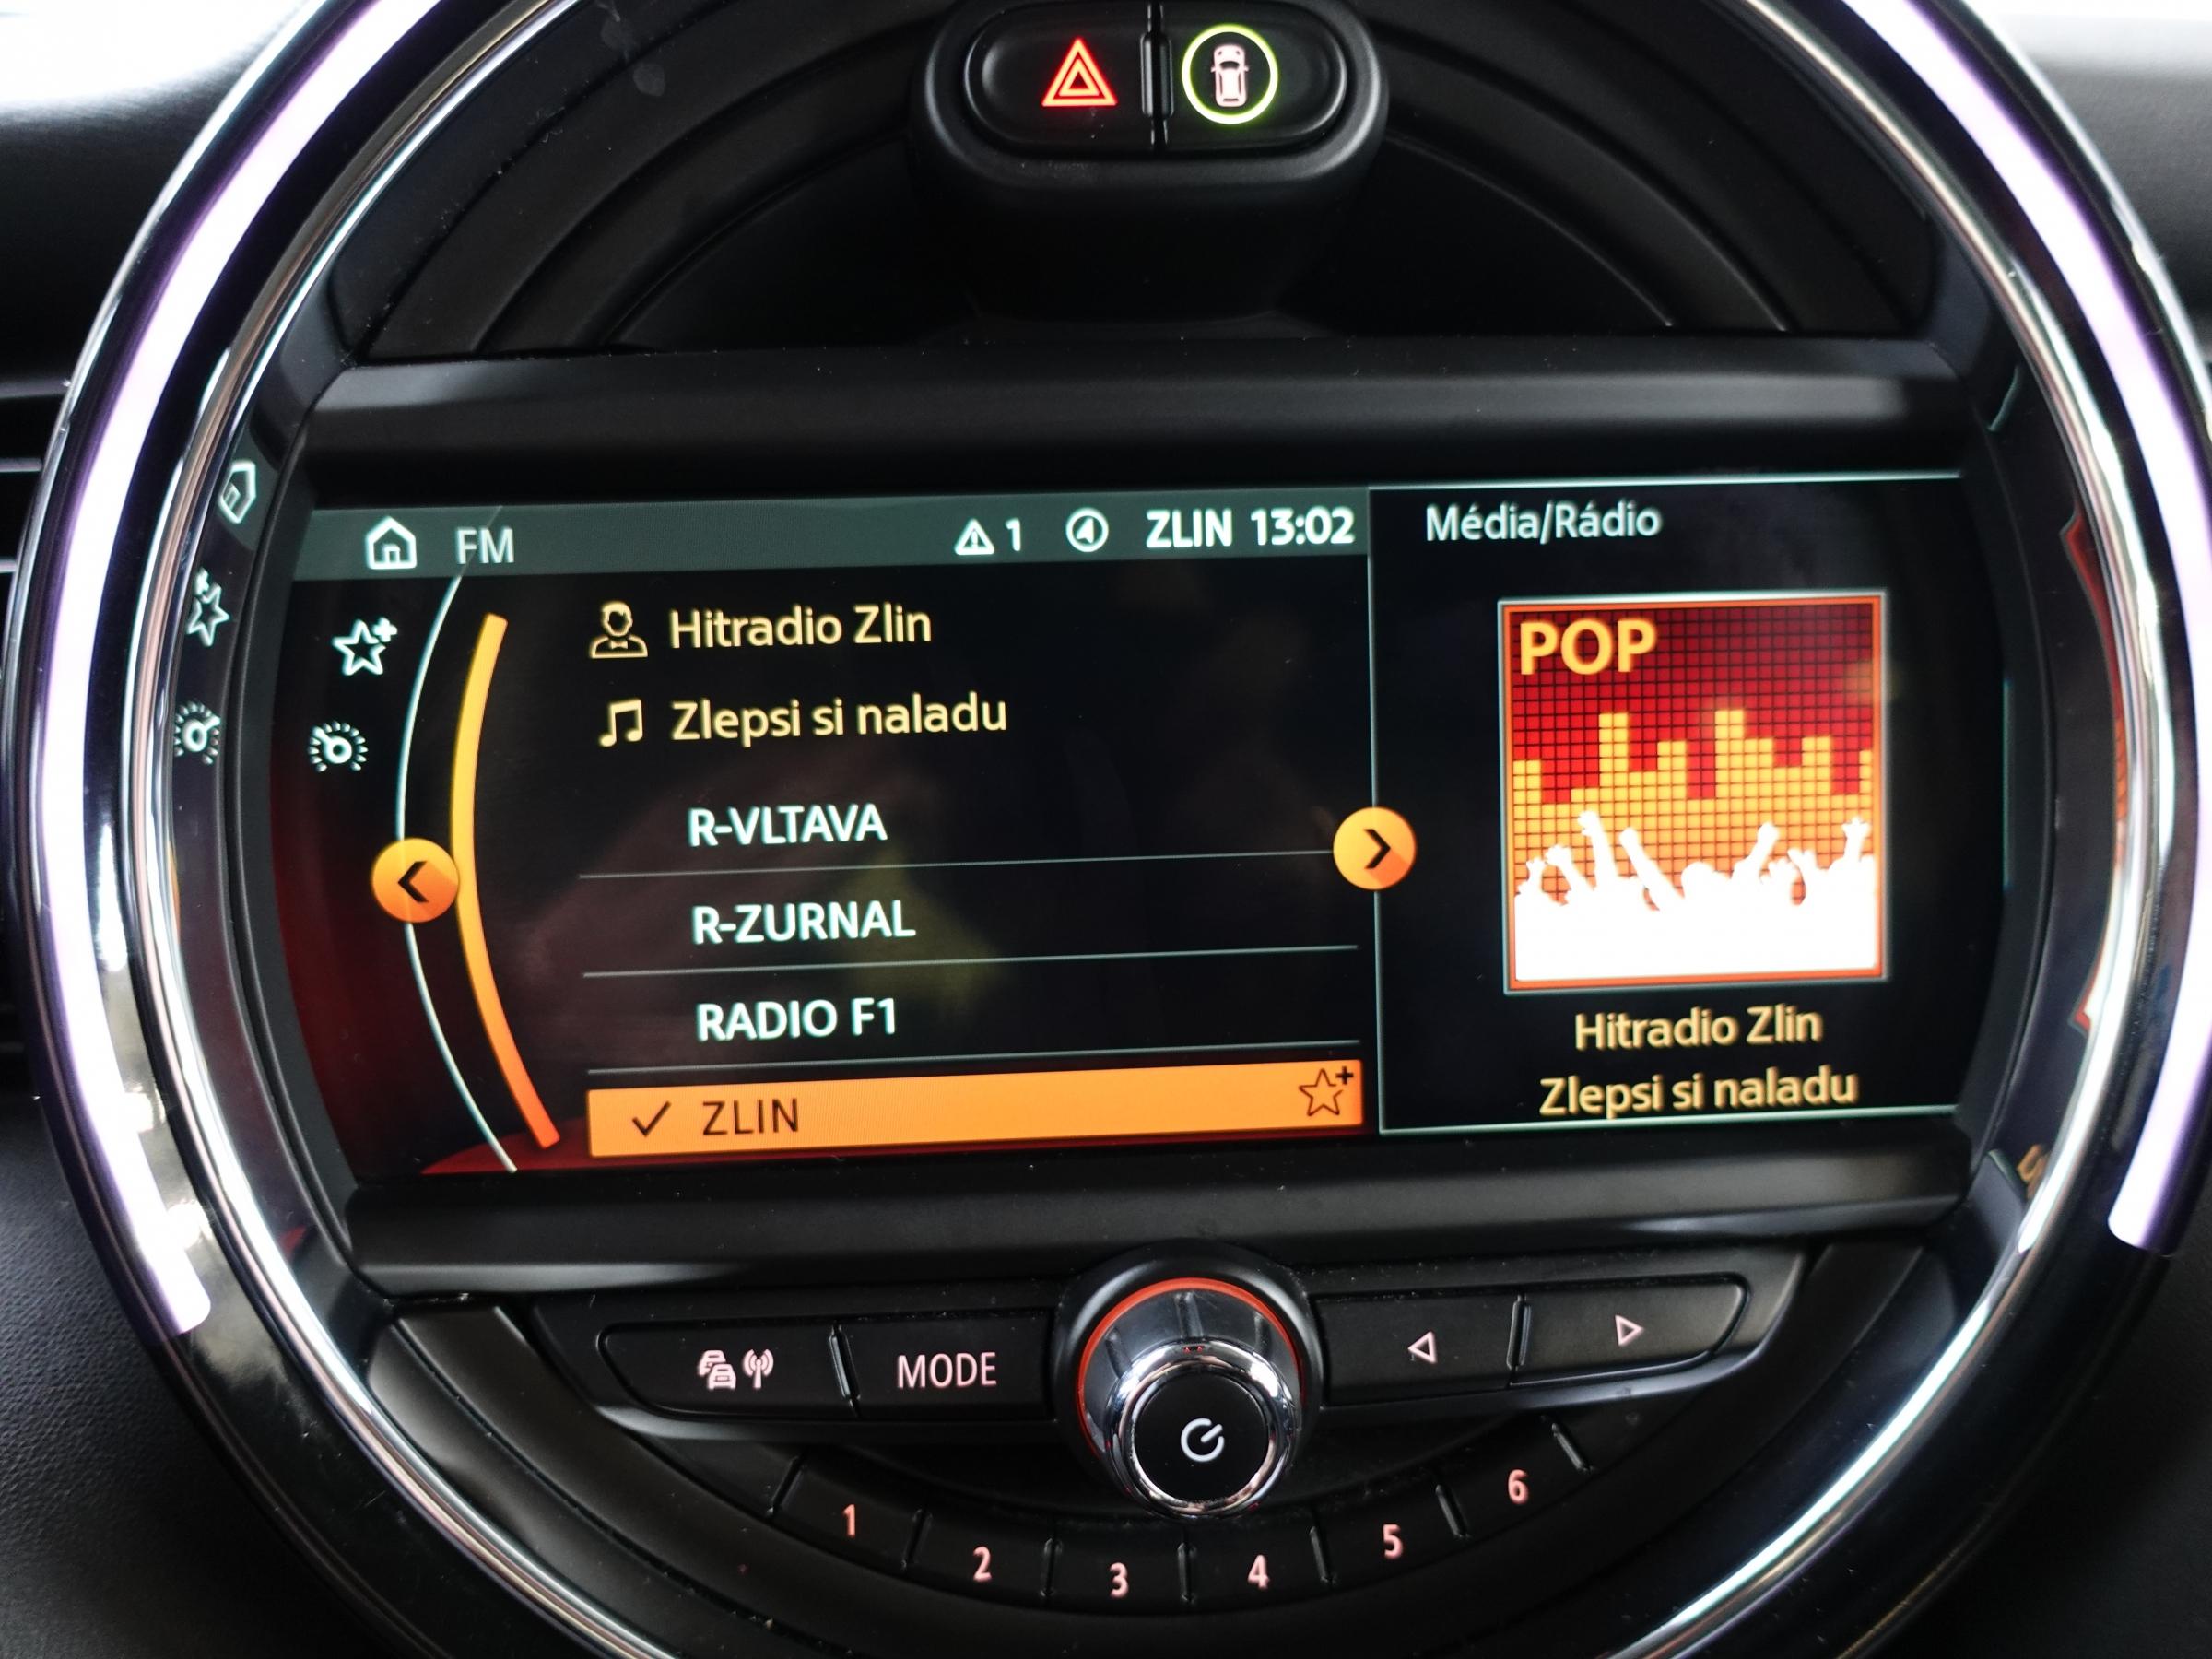 FM
1
ZLIN 13:02
Média/Rádio
Hitradio Zlin
Zlepsi si naladu
R-VLTAVA
R-ZURNAL
RADIO F1
ZLIN
POP
Hitradio Zlin
Zlepsi si naladu
MODE
1
2
3
4
5
6